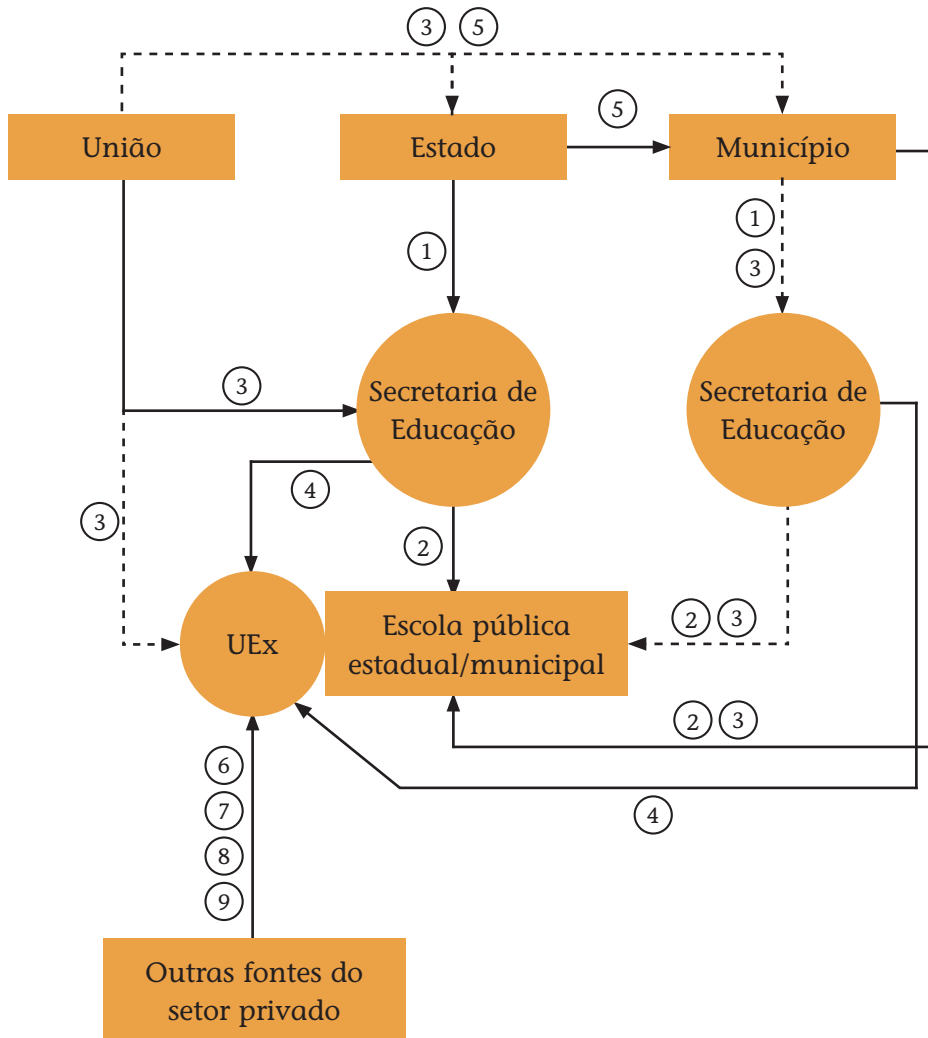 3 5
União
Estado
5
Município
1
1
3
Secretaria de
Educação
Secretaria de
Educação
3
4
3
2
UEx
Escola pública
estadual/municipal
2 3
2 3
6
7
8
9
4
Outras fontes do
setor privado